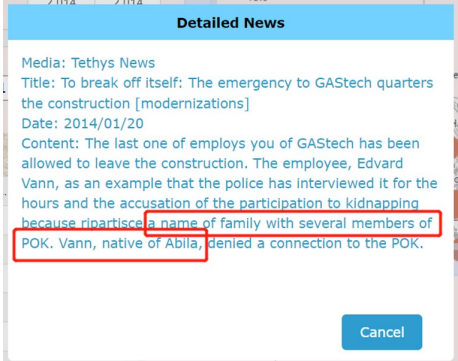 2014
2014
Detailed News
Media: Tethys News
Title: To break off itself: The emergency to GAStech quarters
the construction [modernizations]
Date: 2014/01/20
Content: The last one of employs you of GAStech has been
allowed to leave the construction. The employee, Edvard
Vann, as an example that the police has interviewed it for the
hours and the accusation of the participation to kidnapping
because ripartisce a name of family with several members of
POK. Vann, native of Abila, denied a connection to the POK.
Cancel